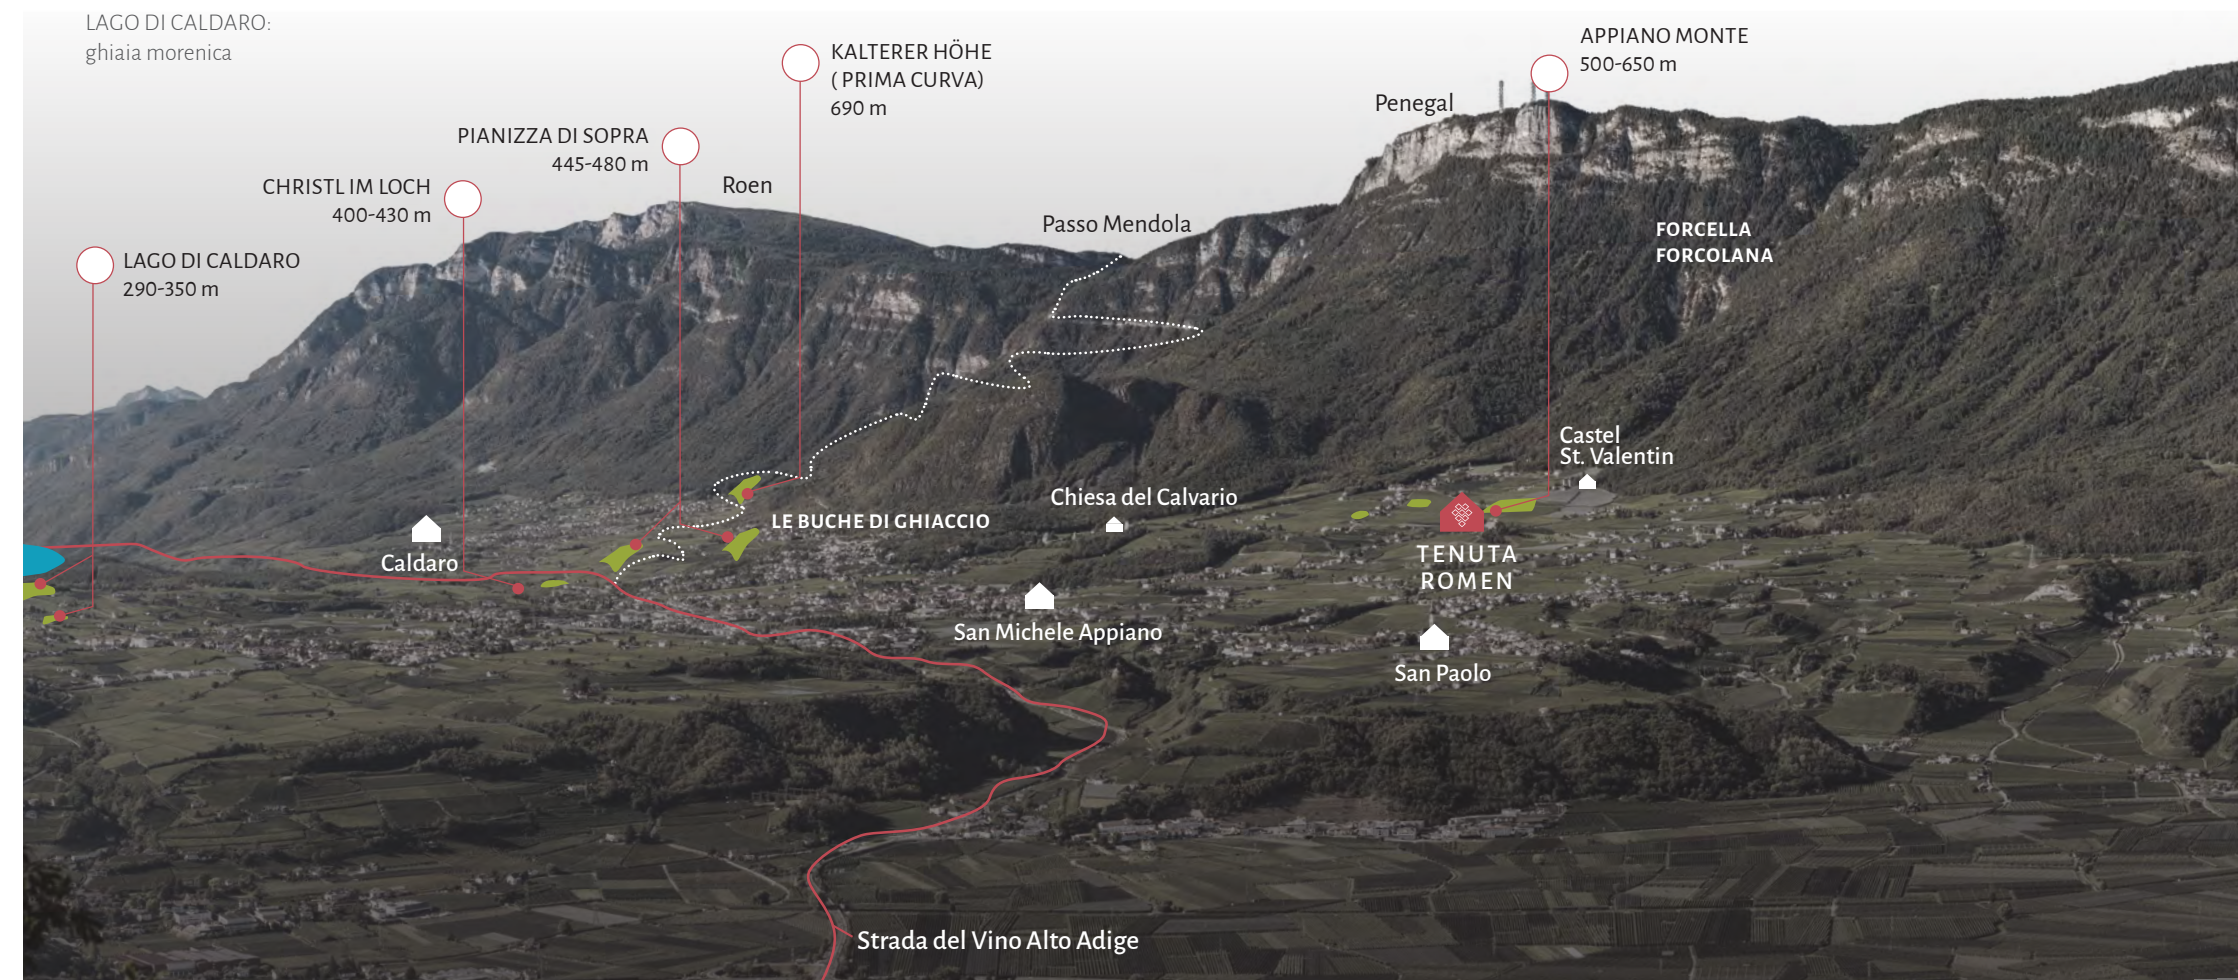 LAGO DI CALDARO:
ghiaia morenica
KALTERER HÖHE
( PRIMA CURVA)
690 m
APPIANO MONTE
500-650 m
Penegal
PIANIZZA DI SOPRA
445-480 m
Roen
CHRISTL IM LOCH
400-430 m
Passo Mendola
FORCELLA
FORCOLANA
LAGO DI CALDARO
290-350 m
Castel
St. Valentin
Chiesa del Calvario
LE BUCHE DI GHIACCIO
Caldaro
TENUTA
ROMEN
San Michele Appiano
San Paolo
Strada del Vino Alto Adige